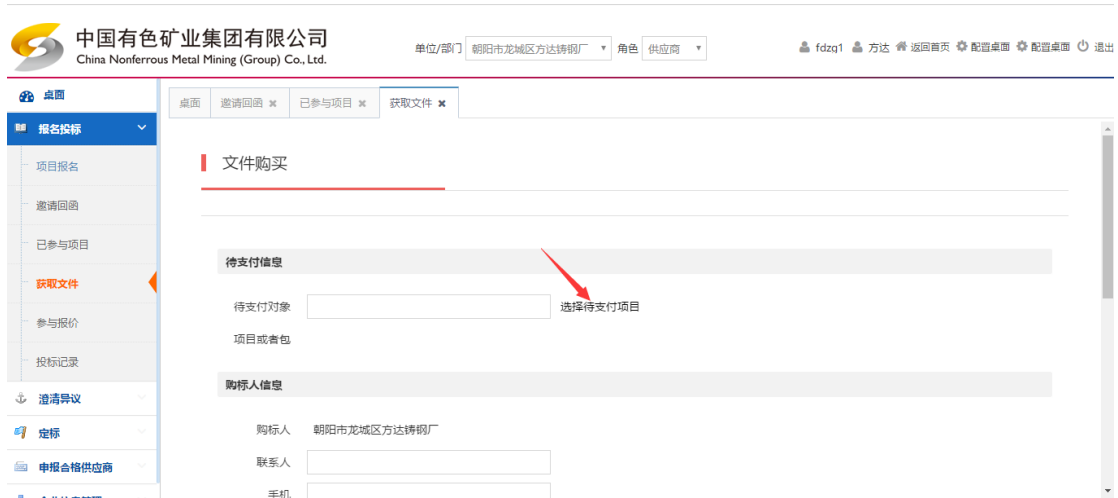 中国有色矿业集团有限公司
China Nonferrous Metal Mining (Group) Co., Ltd.
单位/部门 朝阳市龙城区方达铸钢厂 角色 供应商
fdzg1 方达 返回首页 配置桌面 配置桌面 退出
桌面
报名投标
项目报名
邀请回函
已参与项目
获取文件
参与报价
投标记录
澄清异议
定标
申报合格供应商
桌面 邀请回函 已参与项目 获取文件
文件购买
待支付信息
待支付对象 选择待支付项目
项目或者包
购标人信息
购标人 朝阳市龙城区方达铸钢厂
联系人
手机